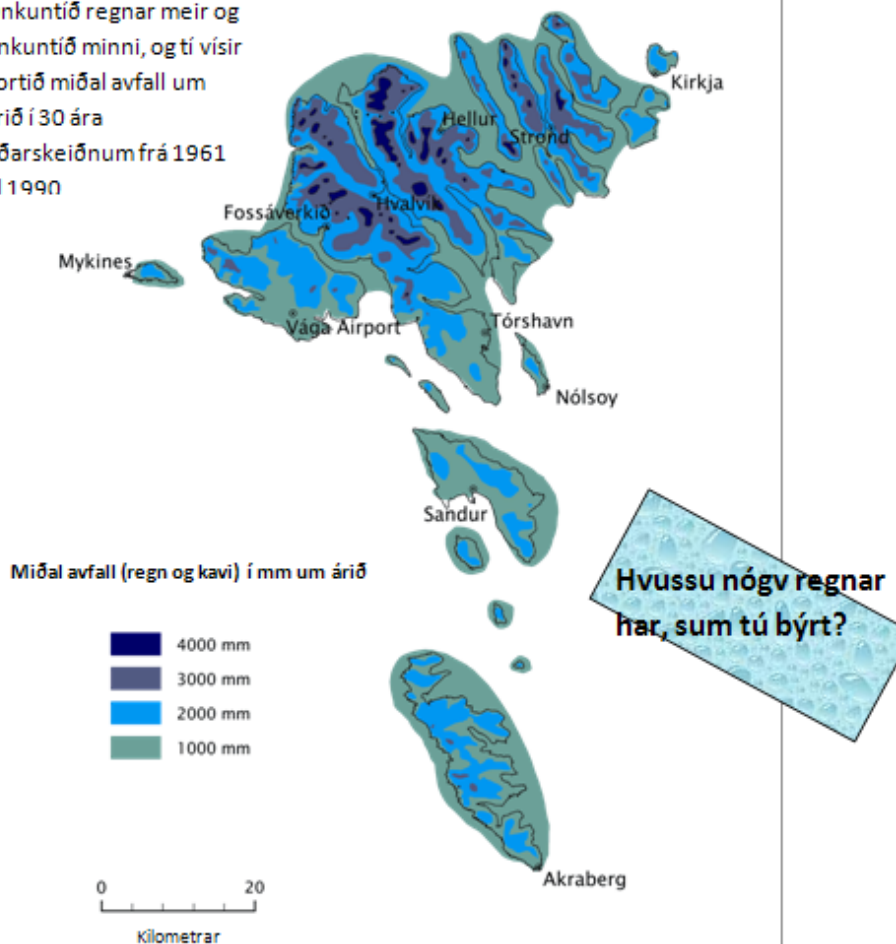 nkuntíð regnar meir og
nkuntíð minni, og tí vísir
ortið miðal avfall um
rið í 30 ára
ðarskeiðnum frá 1961
l 1990
Kirkja
Hellur
Strond
Hvalvík
Fossáverkið
Mykines
Vága Airport
Tórshavn
Nólsoy
Sandur
Miðal avfall (regn og kavi) í mm um árið
4000 mm
3000 mm
2000 mm
1000 mm
Hvussu nógv regnar
har, sum tú býrt?
Akraberg
0 20
Kilometrar